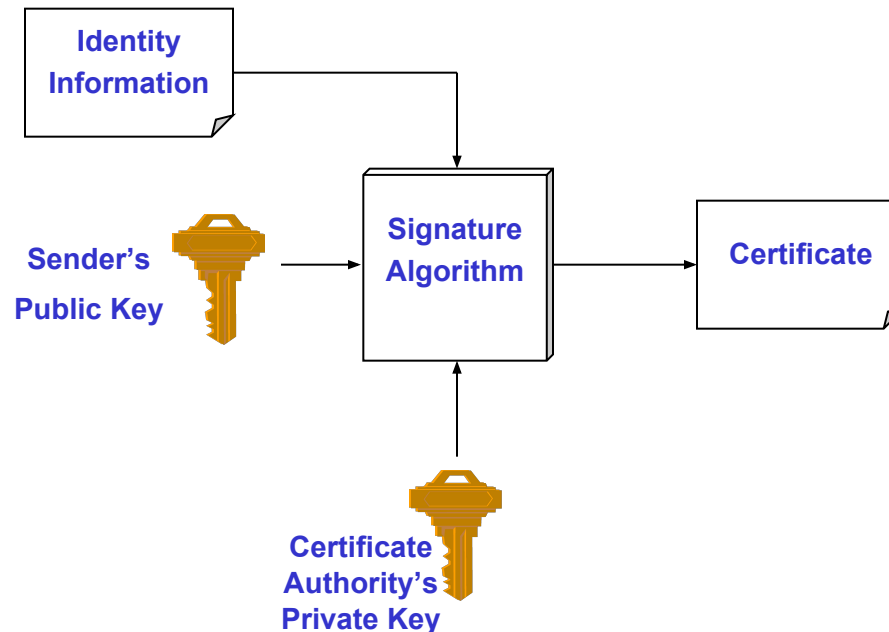 Identity
Information
Sender’s
Public Key
Signature
Algorithm
Certificate
Certificate
Authority’s
Private Key